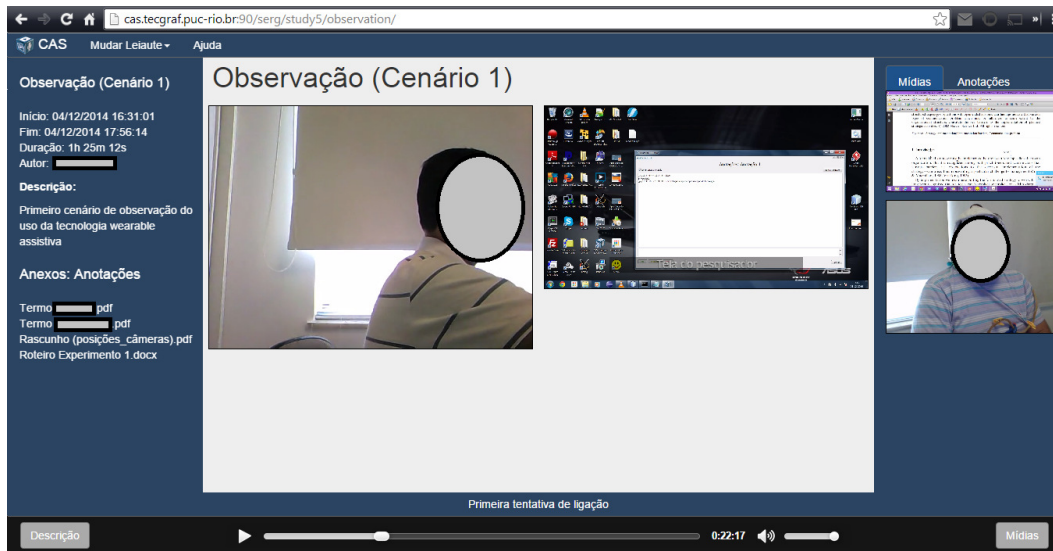 cas.tecgraf.puc-rio.br:90/serg/study5/observation/
CAS Mudar Leiaute Ajuda
Observação (Cenário 1)
Início: 04/12/2014 16:31:01
Fim: 04/12/2014 17:56:14
Duração: 1h 25m 12s
Autor:
Descrição:
Primeiro cenário de observação do
uso da tecnologia wearable
assistiva
Anexos: Anotações
Termo .pdf
Termo .pdf
Rascunho (posições_câmeras).pdf
Roteiro Experimento 1.docx
Observação (Cenário 1)
Tela do pesquisador
Mídias Anotações
Primeira tentativa de ligação
Descrição 0:22:17 Mídias